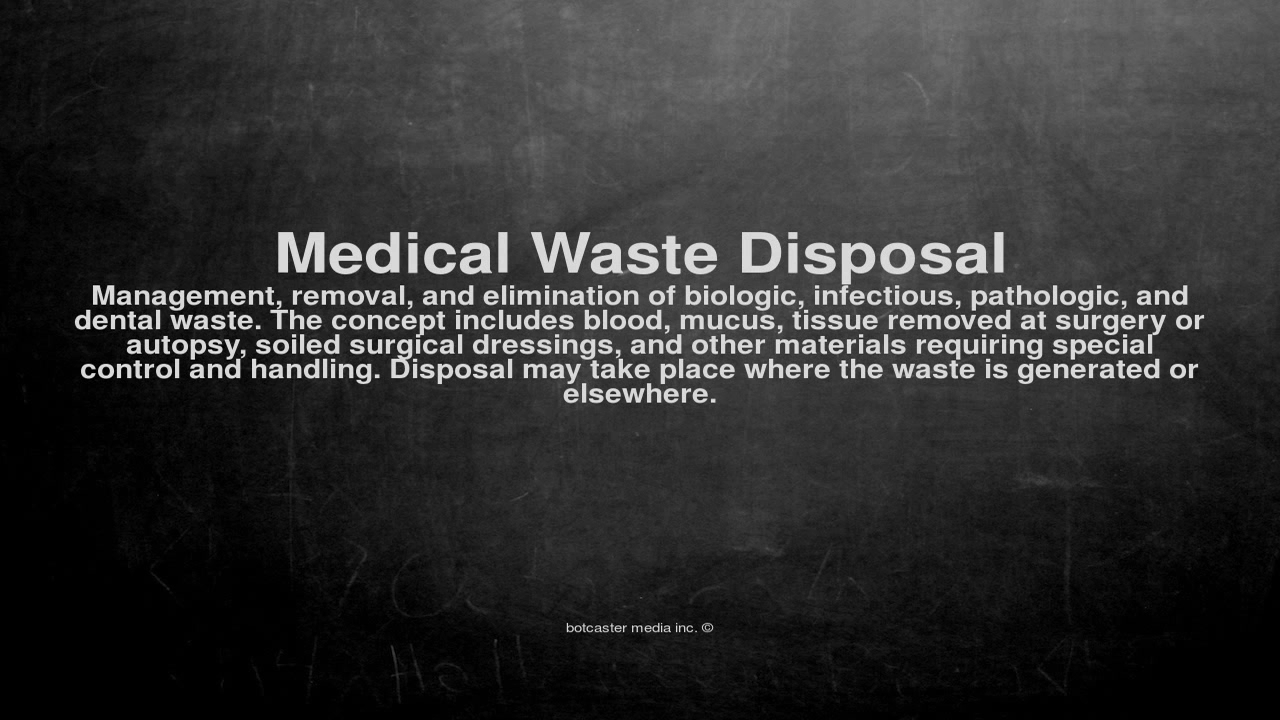 Medical Waste Disposal
Management, removal, and elimination of biologic, infectious, pathologic, and
dental waste. The concept includes blood, mucus, tissue removed at surgery or
autopsy, soiled surgical dressings, and other materials requiring special
control and handling. Disposal may take place where the waste is generated or
elsewhere.
botcaster media inc. ©